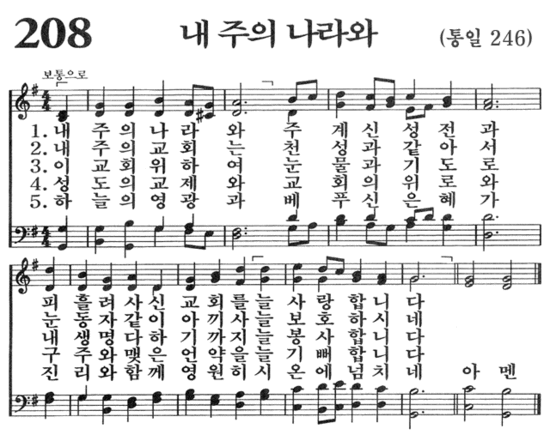 208 내 주의 나라와 (통일 246)
보통으로
1. 내 주의 나라와 주 계신 성전과
2. 내 주의 교회는 천성과 같아서
3. 이 교회 위하여 눈물과 기도로
4. 성도의 교제와 교회의 위로와
5. 하늘의 영광과 베푸신 은혜가
피 흘려 사신 교회를 늘 사랑합니다
눈동자 같이 아끼사 늘 보호하시네
내 생명 다하기까지 늘 봉사합니다
구주와 맺은 언약을 늘 기뻐합니다
진리와 함께 영원히 시온에 넘치네 아멘